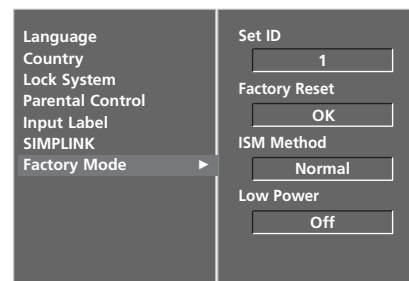 Language
Country
Lock System
Parental Control
Input Label
SIMPLINK
Factory Mode ►
Set ID
1
Factory Reset
OK
ISM Method
Normal
Low Power
Off